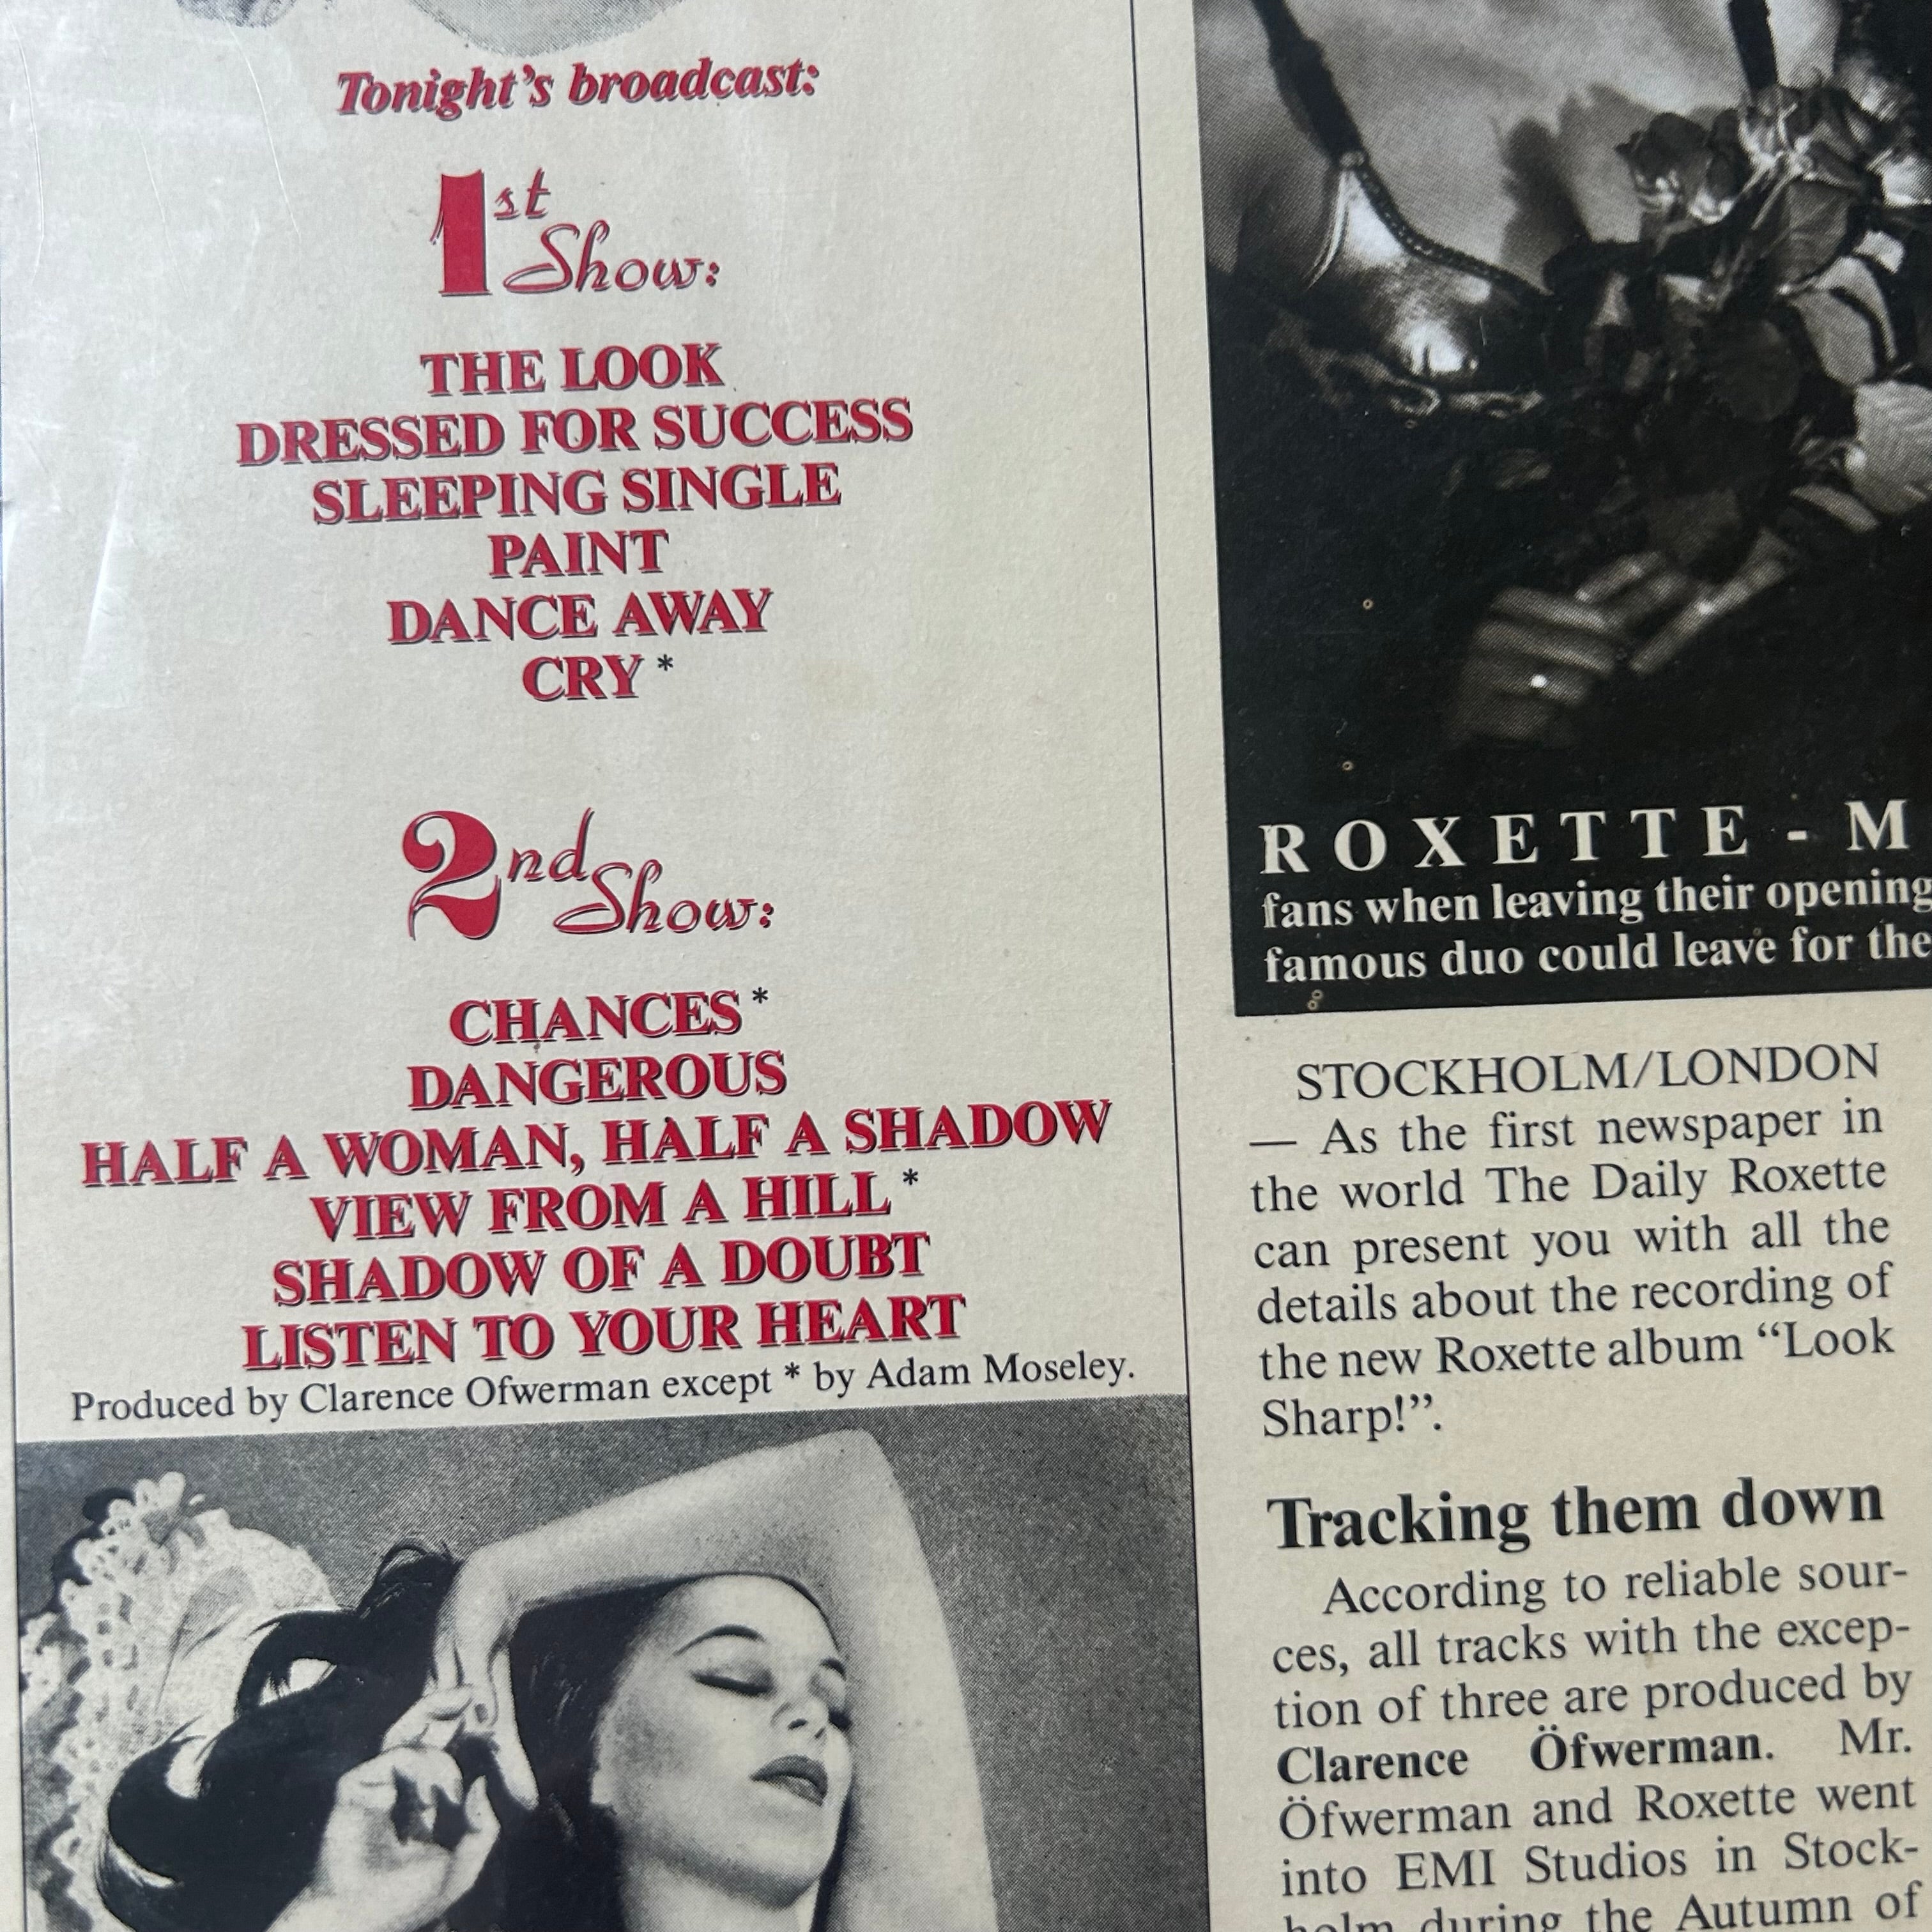 Tonight's broadcast:
1st Show:
THE LOOK
DRESSED FOR SUCCESS
SLEEPING SINGLE
PAINT
DANCE AWAY
CRY *
2nd Show:
CHANCES *
DANGEROUS
HALF A WOMAN, HALF A SHADOW
VIEW FROM A HILL *
SHADOW OF A DOUBT
LISTEN TO YOUR HEART
Produced by Clarence Ofwerman except * by Adam Moseley.
ROXETTE - M
fans when leaving their opening
famous duo could leave for the
STOCKHOLM/LONDON
— As the first newspaper in
the world The Daily Roxette
can present you with all the
details about the recording of
the new Roxette album “Look
Sharp!”.
Tracking them down
According to reliable sour-
ces, all tracks with the excep-
tion of three are produced by
Clarence Öfwerman. Mr.
Öfwerman and Roxette went
into EMI Studios in Stock-
holm during the Autumn of